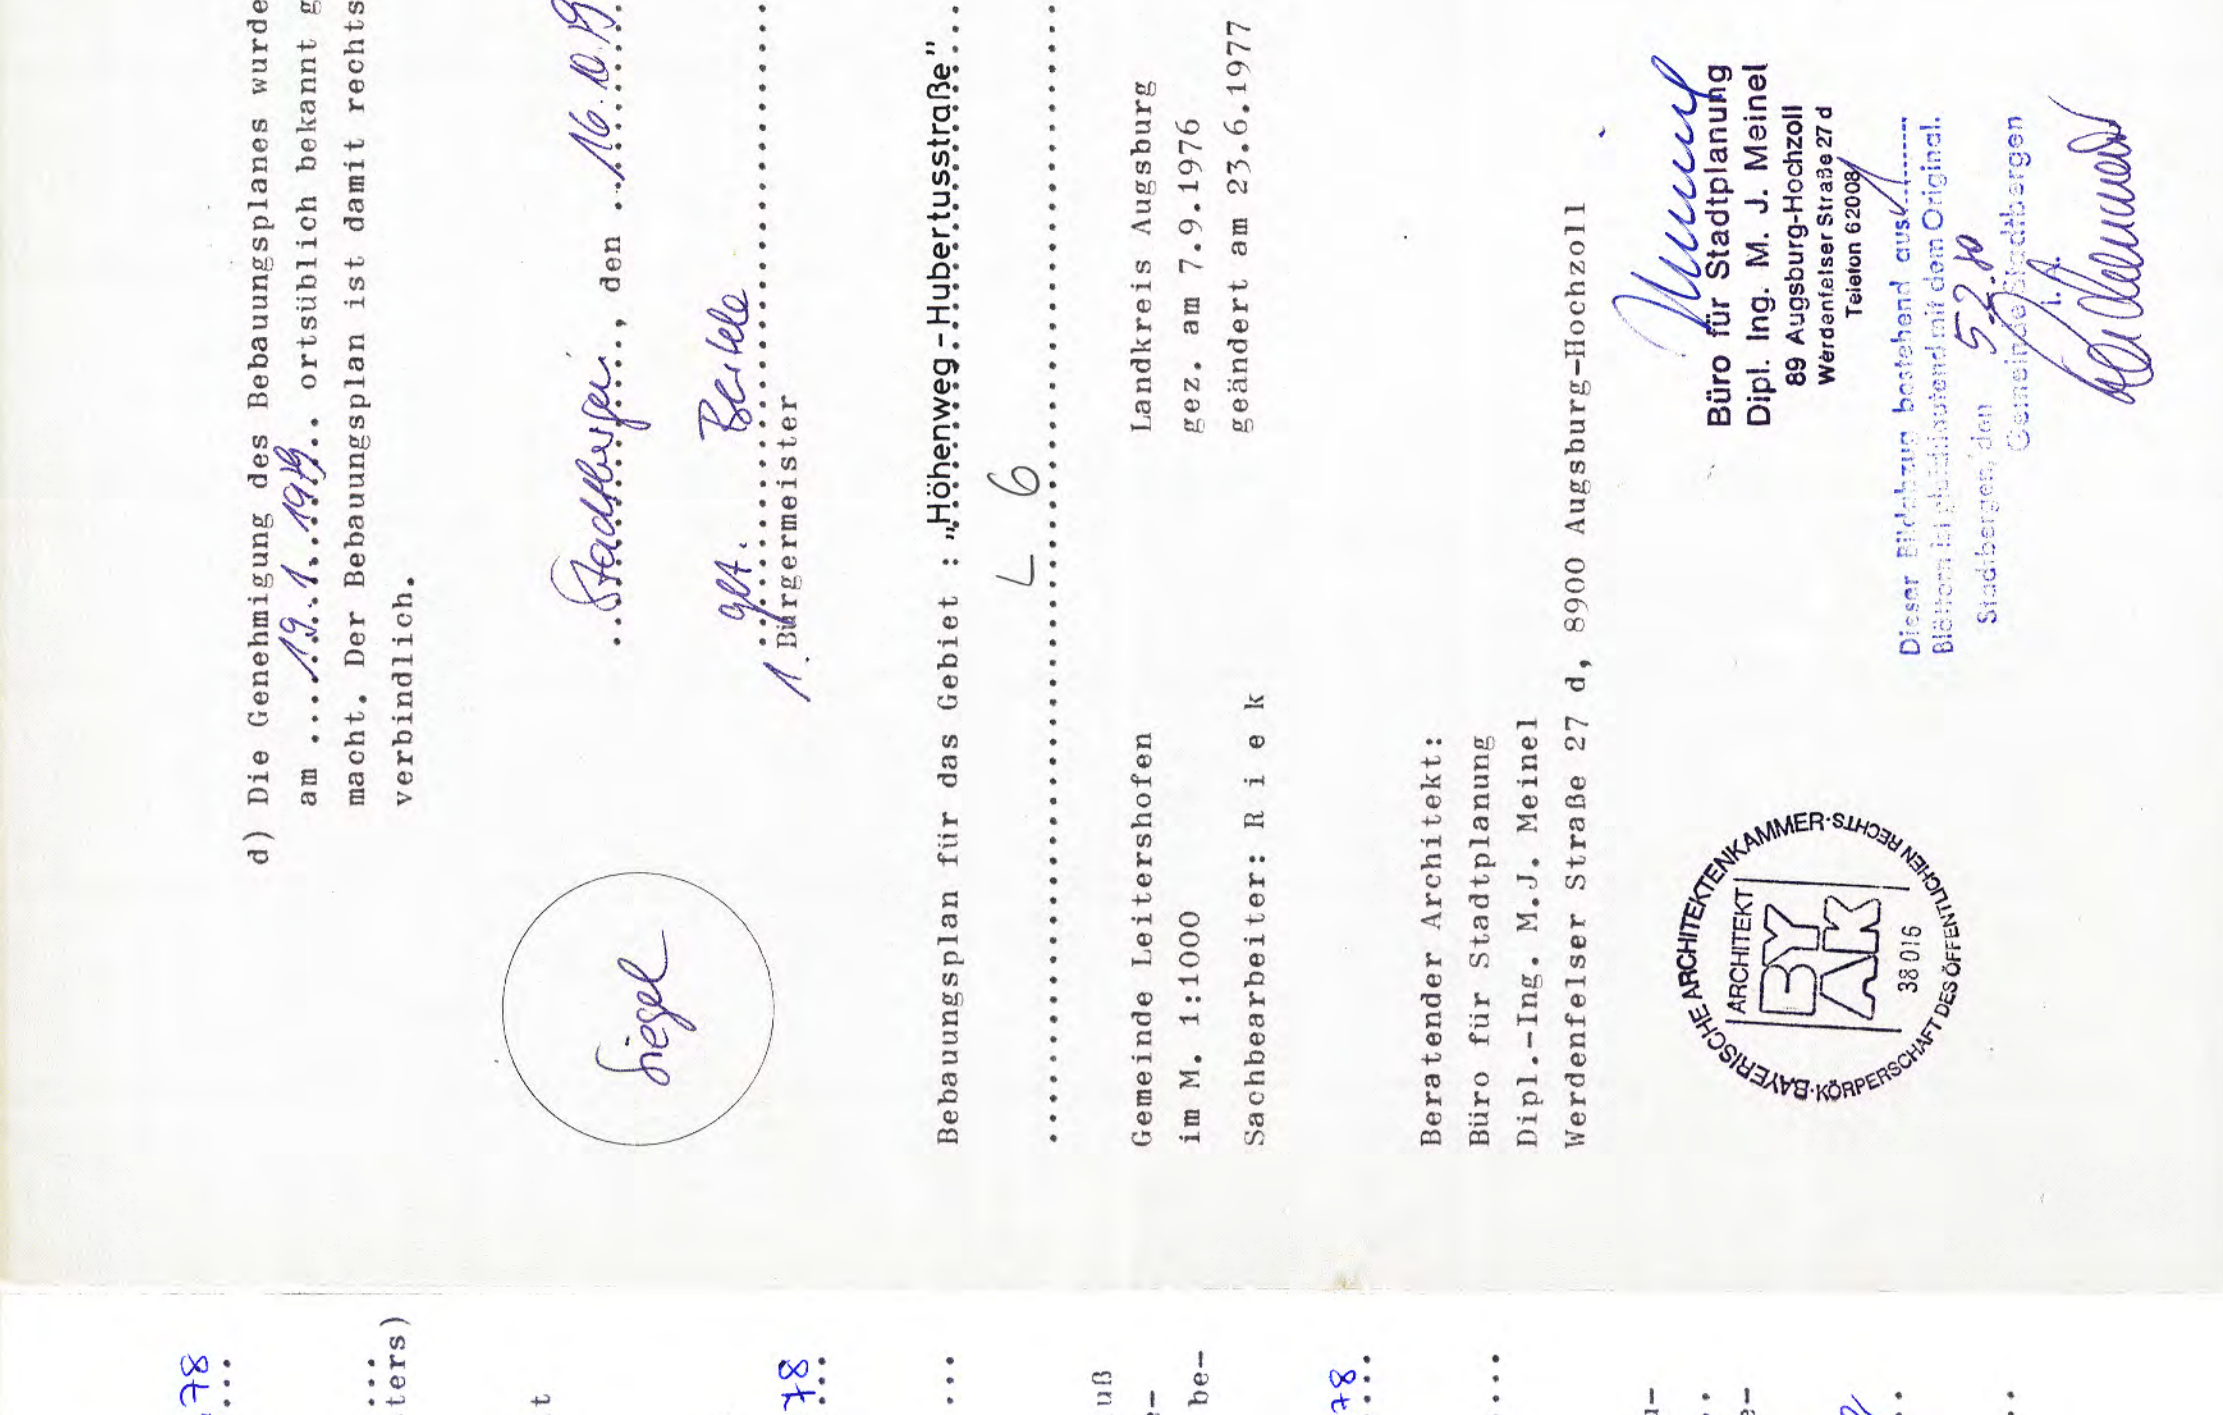 d) Die Genehmigung des Bebauungsplanes wurde
am ....19.1.1979.. ortsüblich bekannt g
macht. Der Bebauungsplan ist damit rechts
verbindlich.
Siegel
Stadtbergen, den ..16.10.79
gez. Beitele
1. Bürgermeister
Bebauungsplan für das Gebiet : „Höhenweg-Hubertusstraße"
L 6
Gemeinde Leitershofen
im M. 1:1000
Sachbearbeiter: R i e k
Landkreis Augsburg
gez. am 7.9.1976
geändert am 23.6.1977
Beratender Architekt:
Büro für Stadtplanung
Dipl.-Ing. M.J. Meinel
Werdenfelser Straße 27 d, 8900 Augsburg-Hochzoll
BAYERISCHE ARCHITEKTENKAMMER·
KÖRPERSCHAFT DES ÖFFENTLICHEN RECHTS·
ARCHITEKT
BY
AK
38 016
Büro für Stadtplanung
Dipl. Ing. M. J. Meinel
89 Augsburg-Hochzoll
Werdenfelser Straße 27 d
Telefon 62008
Dieser Bildabzug bestehend aus
Blättern ist gleichlautend mit dem Original.
Stadtbergen, den 5.2.80
Gemeinde Stadtbergen
i. A.
78
ters)
t
78
uß
e-
be-
78
u-
e-